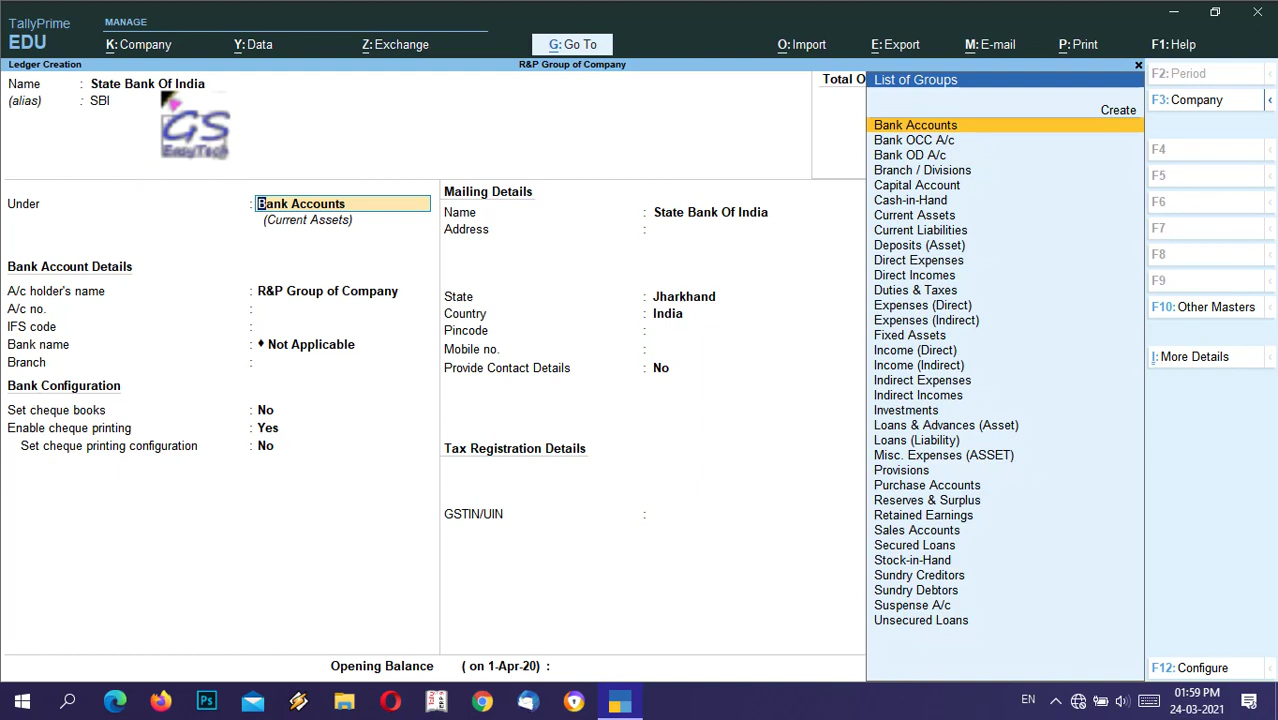 TallyPrime
EDU
MANAGE
K: Company
Y: Data
Z: Exchange
G: Go To
O: Import
E: Export
M: E-mail
P: Print
F1: Help
Ledger Creation
R&P Group of Company
Name : State Bank Of India
(alias) : SBI
GS
EasyTech
Total O
Under : Bank Accounts
(Current Assets)
Bank Account Details
A/c holder's name : R&P Group of Company
A/c no. :
IFS code :
Bank name : ♦ Not Applicable
Branch :
Bank Configuration
Set cheque books : No
Enable cheque printing : Yes
Set cheque printing configuration : No
Mailing Details
Name : State Bank Of India
Address :
State : Jharkhand
Country : India
Pincode :
Mobile no. :
Provide Contact Details : No
Tax Registration Details
GSTIN/UIN :
Opening Balance ( on 1-Apr-20) :
List of Groups
Create
Bank Accounts
Bank OCC A/c
Bank OD A/c
Branch / Divisions
Capital Account
Cash-in-Hand
Current Assets
Current Liabilities
Deposits (Asset)
Direct Expenses
Direct Incomes
Duties & Taxes
Expenses (Direct)
Expenses (Indirect)
Fixed Assets
Income (Direct)
Income (Indirect)
Indirect Expenses
Indirect Incomes
Investments
Loans & Advances (Asset)
Loans (Liability)
Misc. Expenses (ASSET)
Provisions
Purchase Accounts
Reserves & Surplus
Retained Earnings
Sales Accounts
Secured Loans
Stock-in-Hand
Sundry Creditors
Sundry Debtors
Suspense A/c
Unsecured Loans
F2: Period
F3: Company
F4
F5
F6
F7
F8
F9
F10: Other Masters
I: More Details
F12: Configure
Ps
EN
01:59 PM
24-03-2021